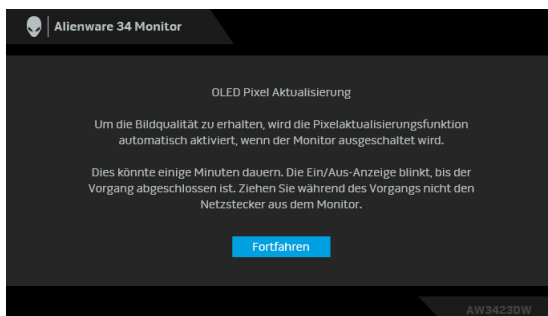 Alienware 34 Monitor
OLED Pixel Aktualisierung
Um die Bildqualität zu erhalten, wird die Pixelaktualisierungsfunktion
automatisch aktiviert, wenn der Monitor ausgeschaltet wird.
Dies könnte einige Minuten dauern. Die Ein/Aus-Anzeige blinkt, bis der
Vorgang abgeschlossen ist. Ziehen Sie während des Vorgangs nicht den
Netzstecker aus dem Monitor.
Fortfahren
AW3423DW